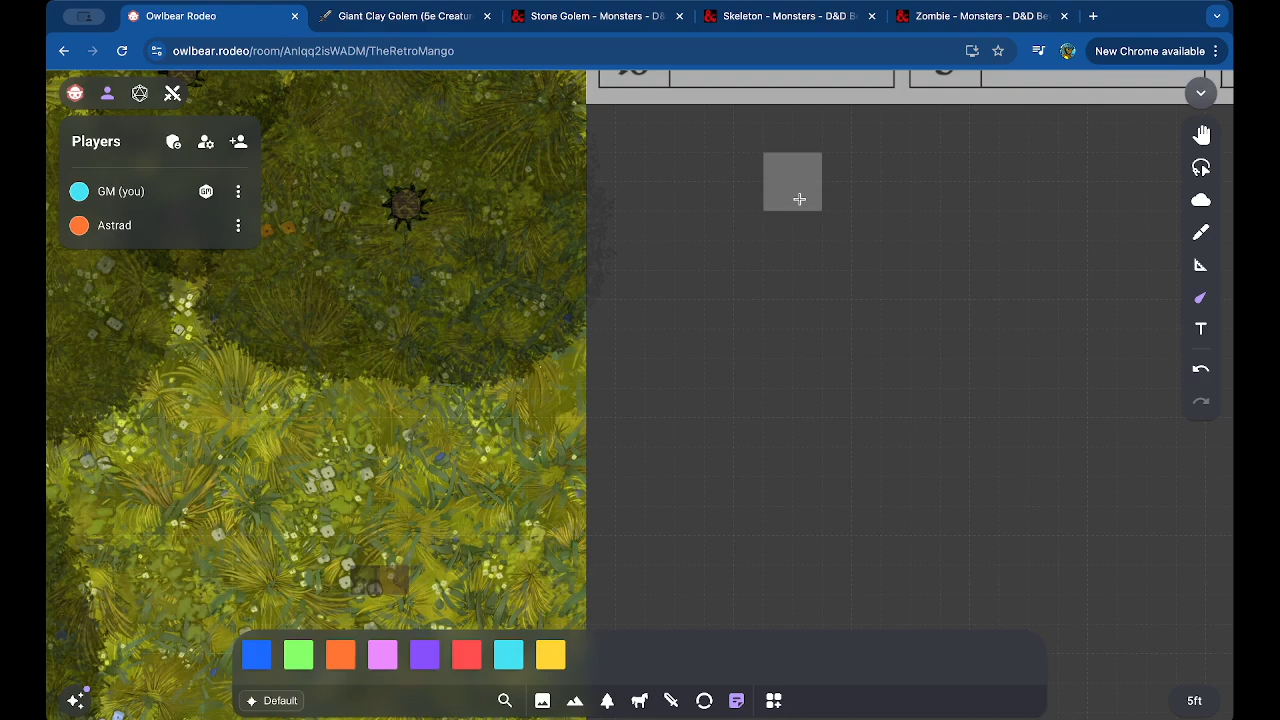 Owlbear Rodeo
Giant Clay Golem (5e Creatur
Stone Golem - Monsters - D&
Skeleton - Monsters - D&D B
Zombie - Monsters - D&D Be
owlbear.rodeo/room/AnIqq2isWADM/TheRetroMango
New Chrome available
Players
GM (you)
GM
Astrad
T
Default
5ft